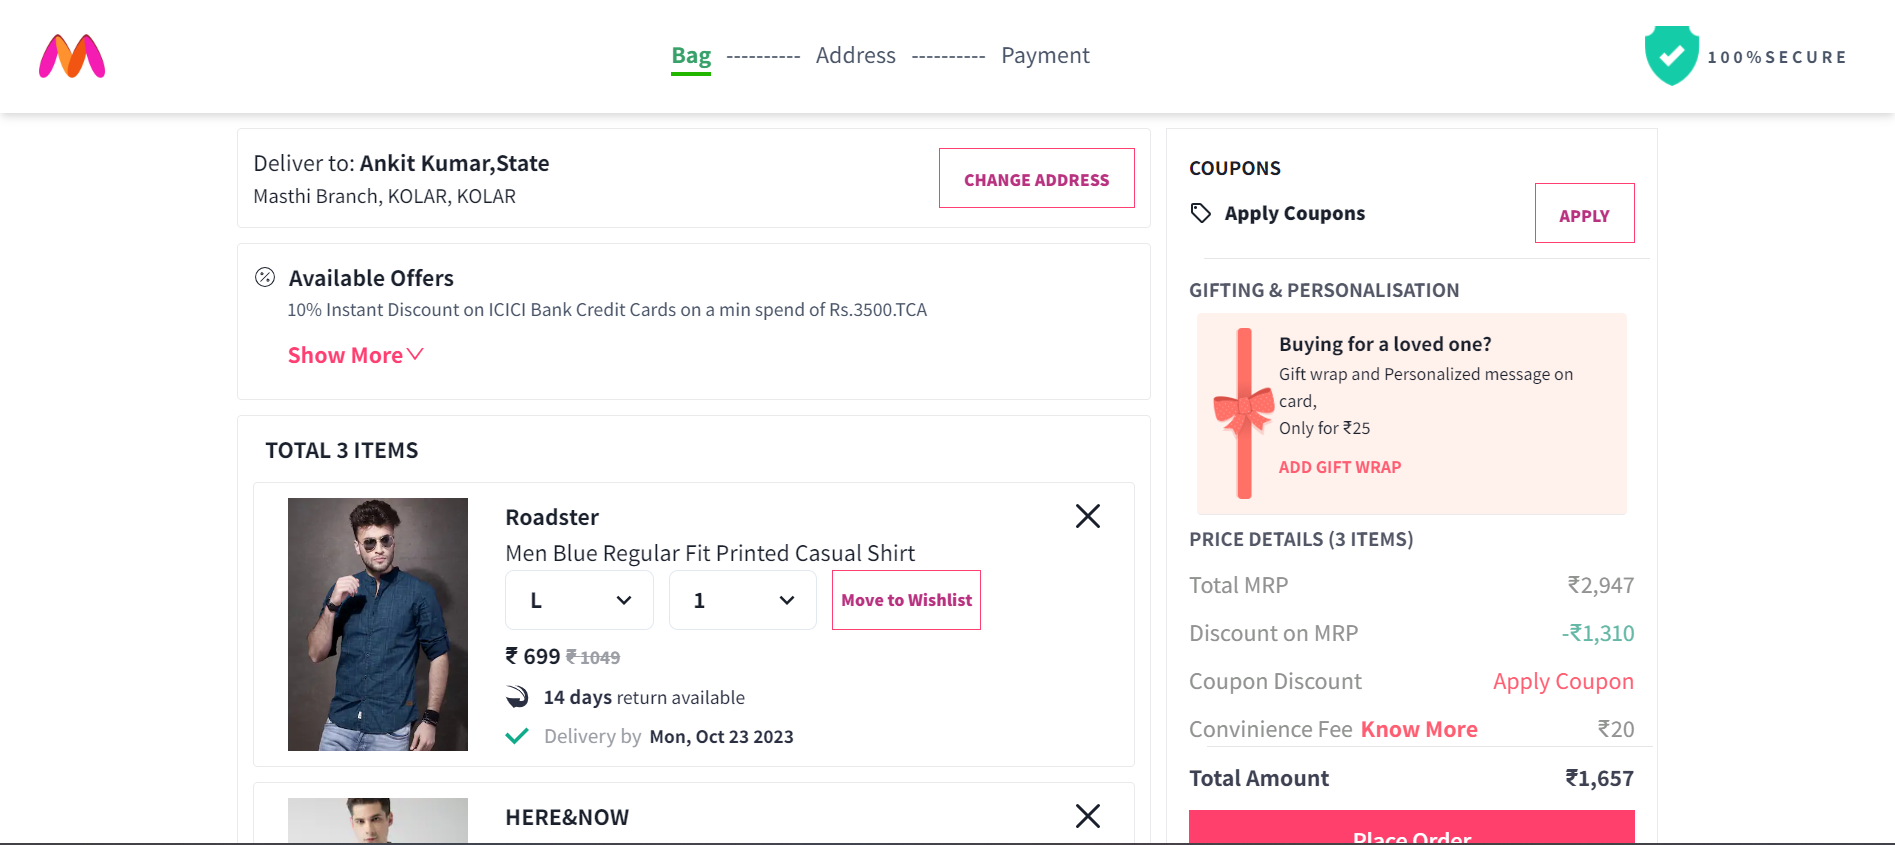 Bag ---------- Address ---------- Payment
100%SECURE
Deliver to: Ankit Kumar,State
Masthi Branch, KOLAR, KOLAR
CHANGE ADDRESS
Available Offers
10% Instant Discount on ICICI Bank Credit Cards on a min spend of Rs.3500.TCA
Show More
TOTAL 3 ITEMS
Roadster
Men Blue Regular Fit Printed Casual Shirt
L 1 Move to Wishlist
₹ 699 ₹ 1049
14 days return available
Delivery by Mon, Oct 23 2023
HERE&NOW
COUPONS
Apply Coupons APPLY
GIFTING & PERSONALISATION
Buying for a loved one?
Gift wrap and Personalized message on
card,
Only for ₹25
ADD GIFT WRAP
PRICE DETAILS (3 ITEMS)
Total MRP ₹2,947
Discount on MRP -₹1,310
Coupon Discount Apply Coupon
Convinience Fee Know More ₹20
Total Amount ₹1,657
Place Order